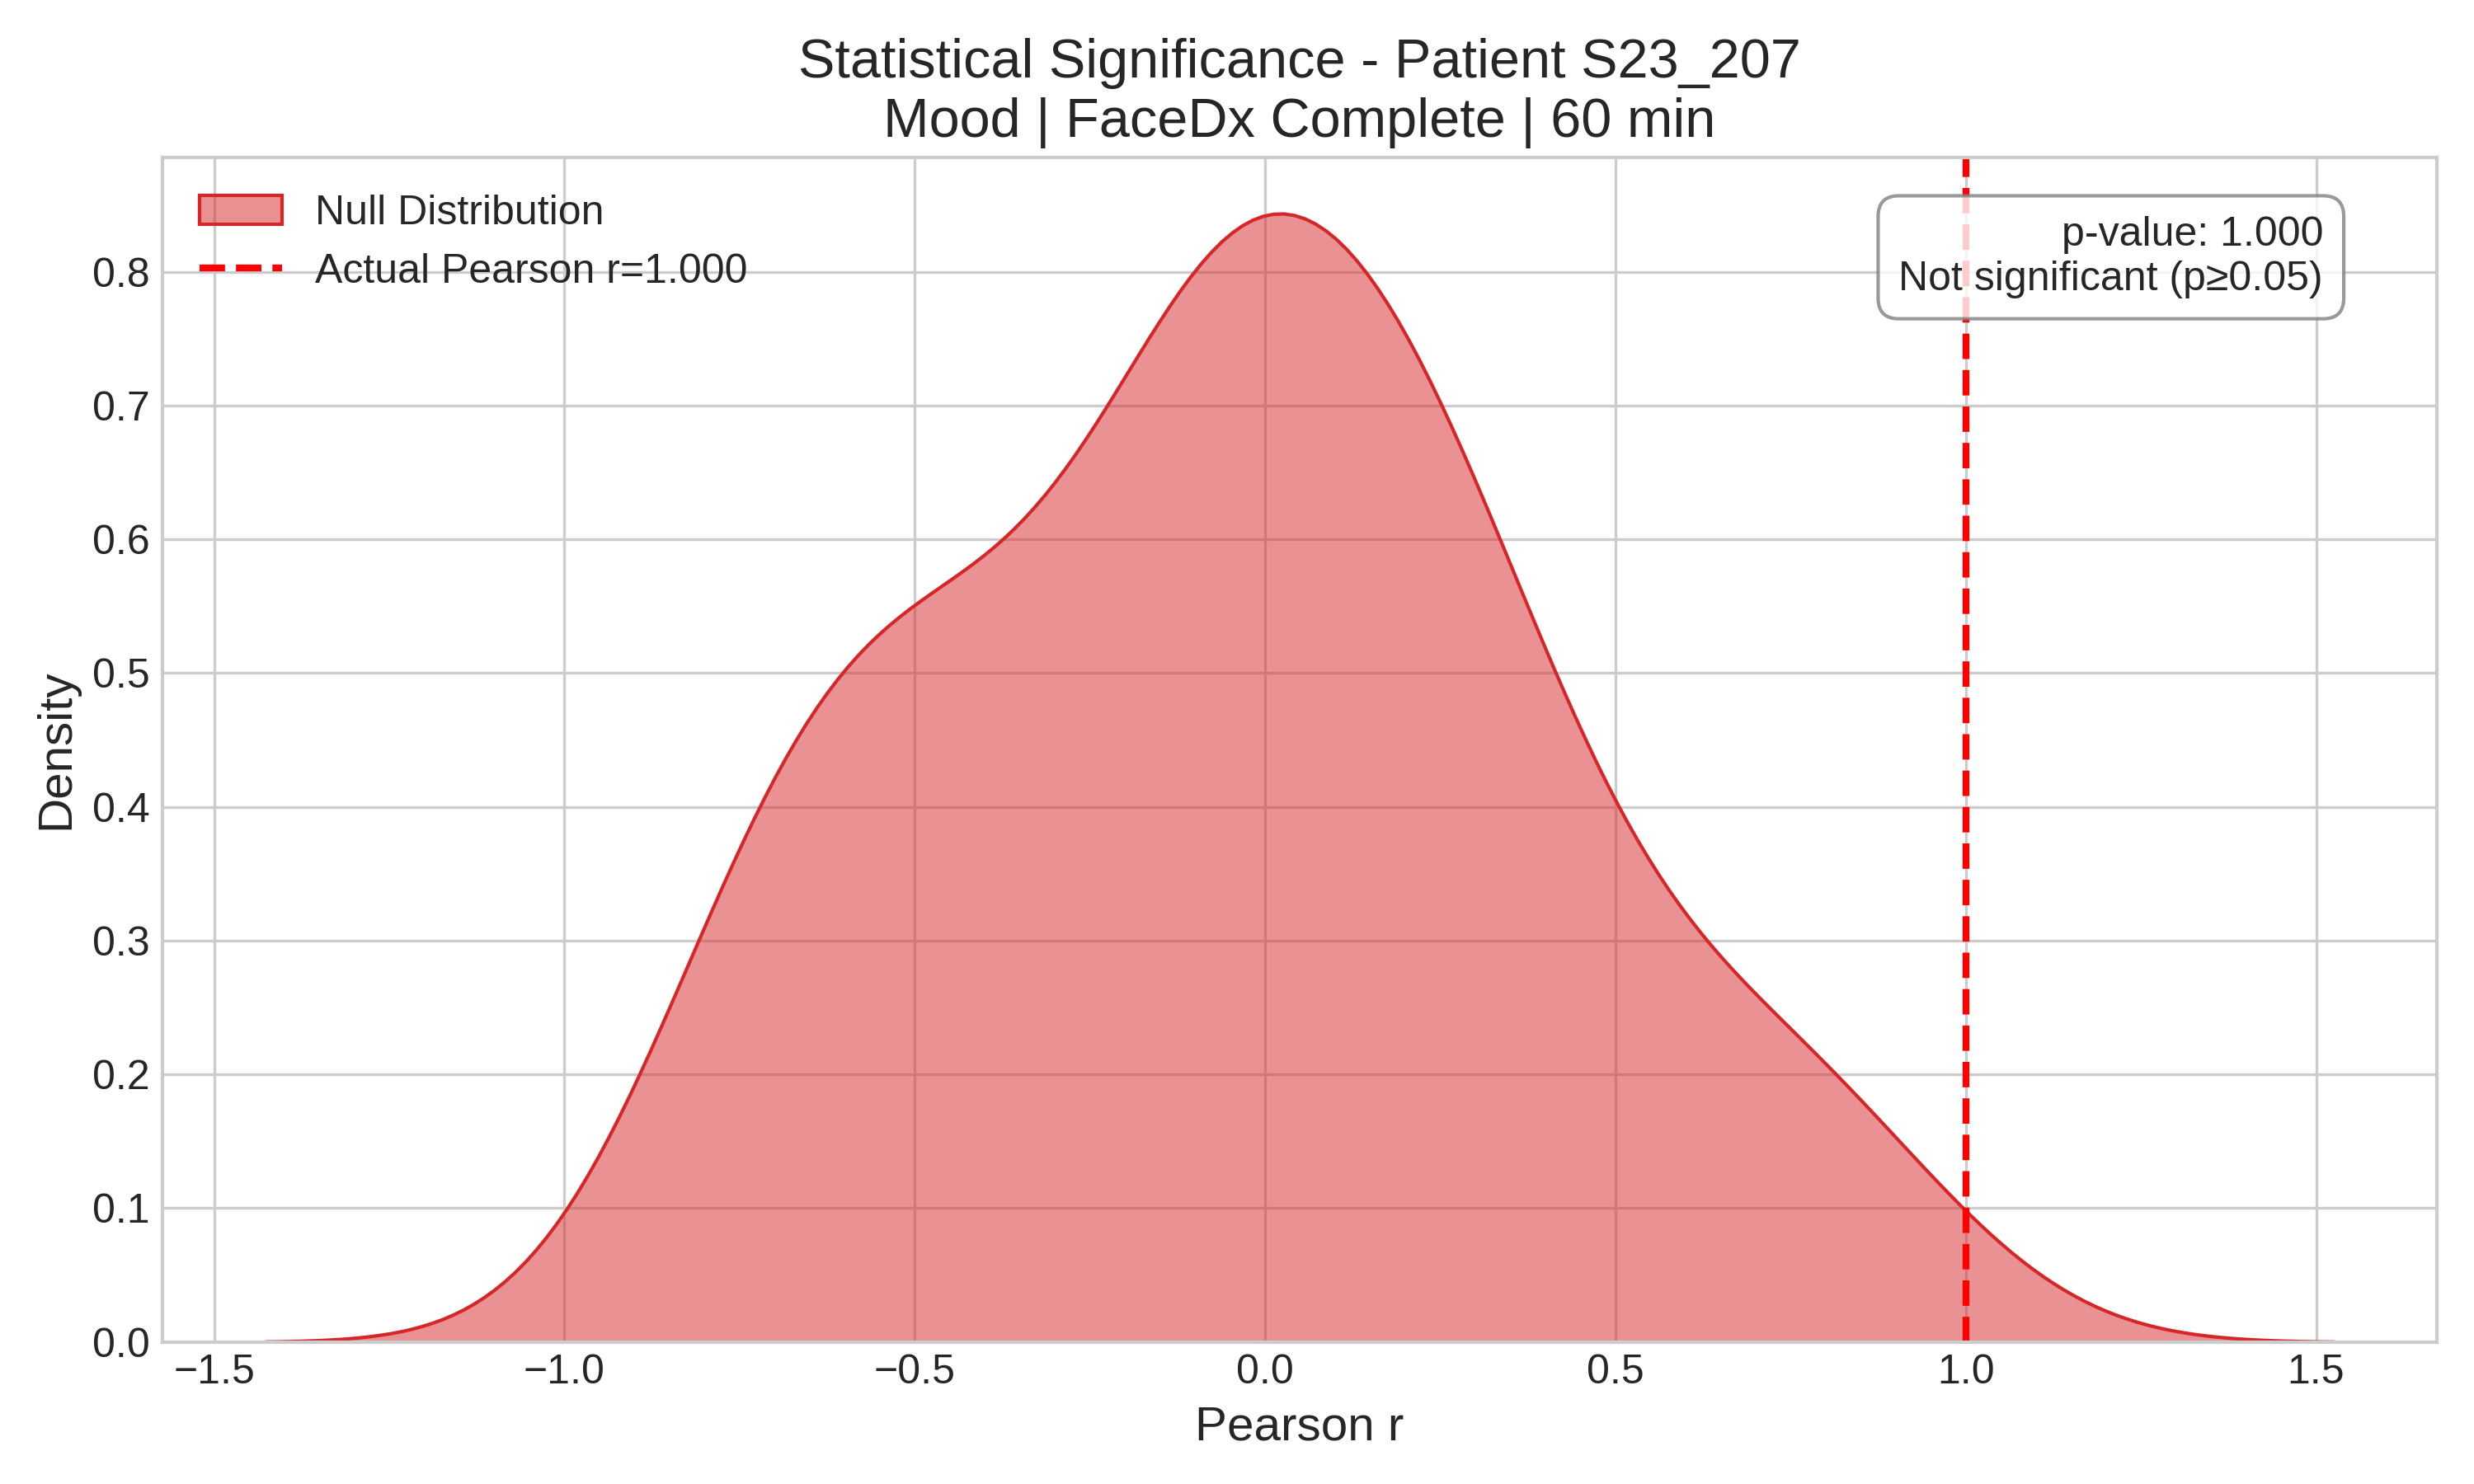 Statistical Significance - Patient S23_207
Mood | FaceDx Complete | 60 min
Null Distribution
Actual Pearson r=1.000
p-value: 1.000
Not significant (p≥0.05)
Density
0.8
0.7
0.6
0.5
0.4
0.3
0.2
0.1
0.0
−1.5
−1.0
−0.5
0.0
0.5
1.0
1.5
Pearson r